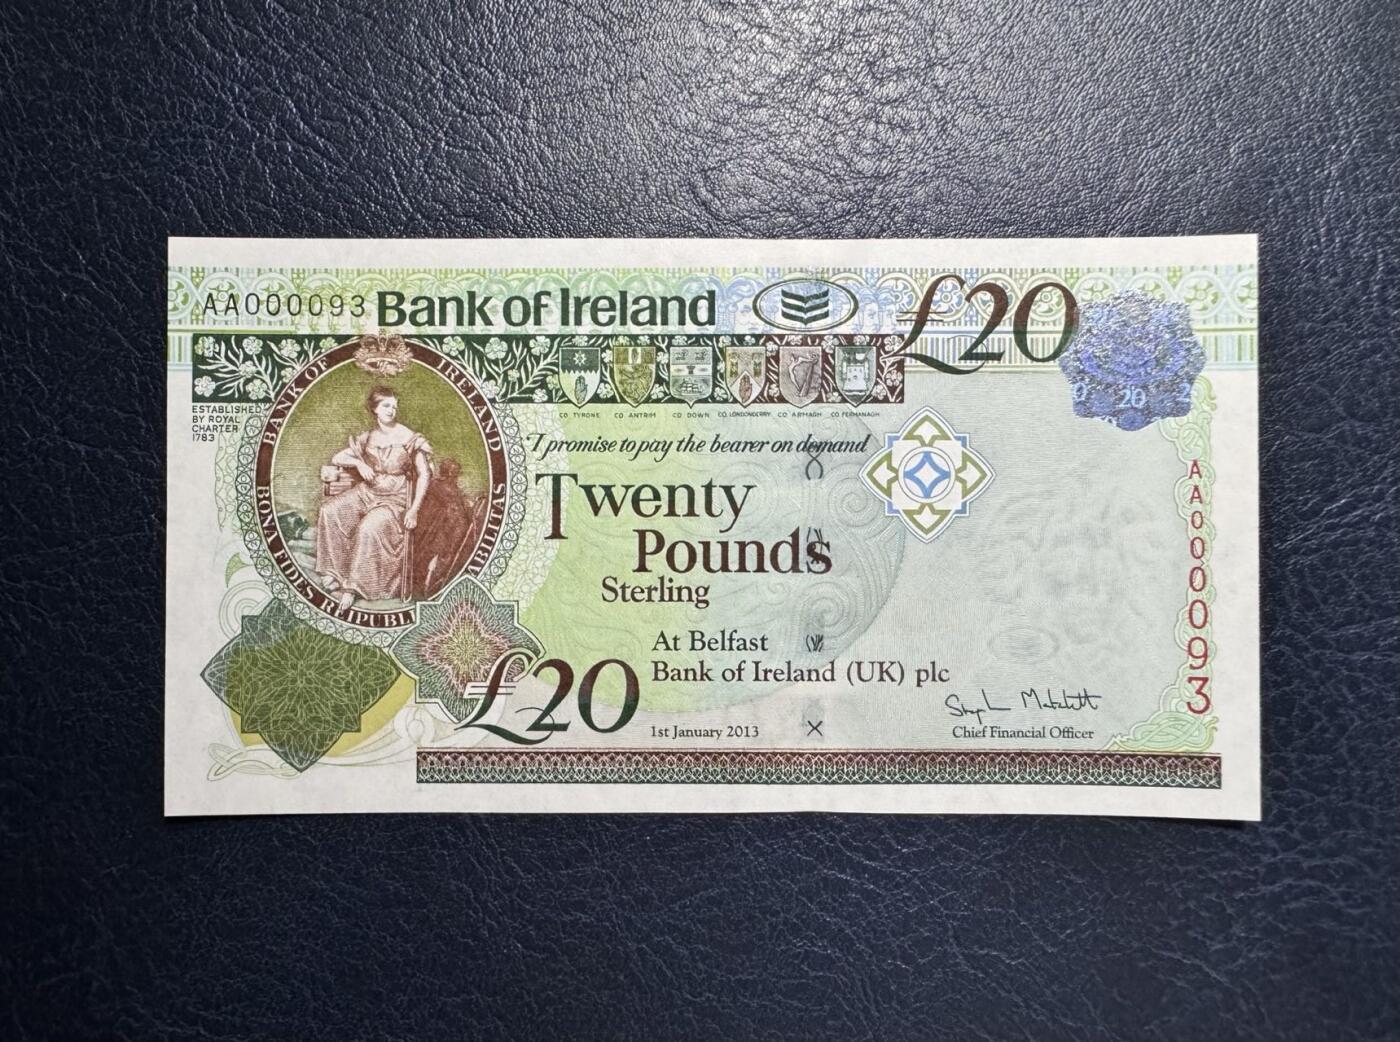 AA000093 Bank of Ireland £20
ESTABLISHED
BY ROYAL
CHARTER
1783
BANK OF IRELAND
BONA FIDES REIPUBLI ABILITAS
CO TYRONE CO ANTRIM CO DOWN CO. LONDONDERRY CO ARMAGH CO FERMANAGH
20
I promise to pay the bearer on demand
Twenty
Pounds
Sterling
At Belfast
Bank of Ireland (UK) plc
£20
1st January 2013
Chief Financial Officer
AA000093